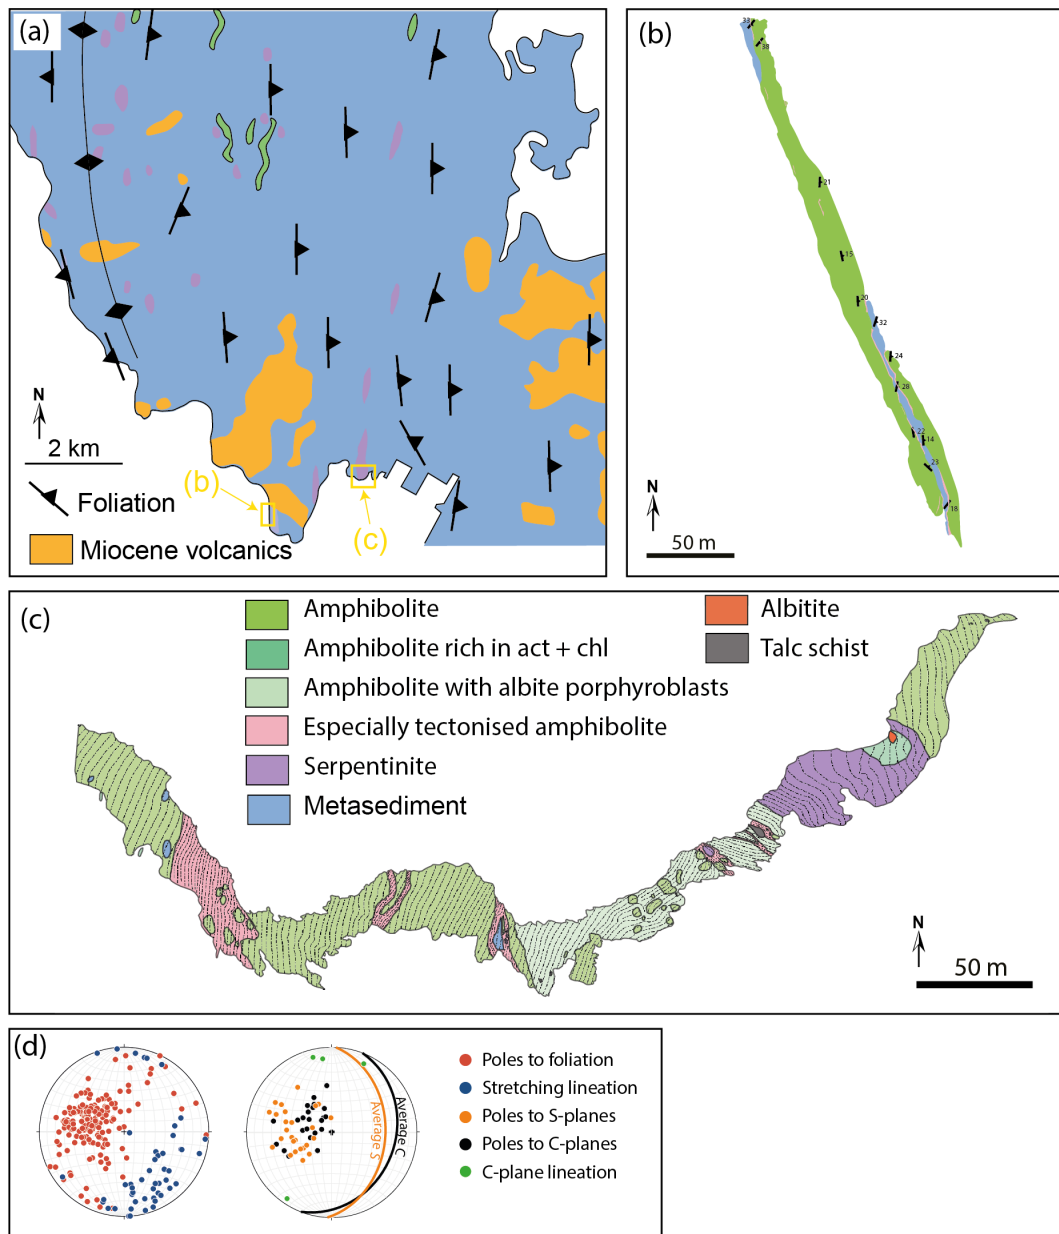 (a)
N
2 km
Foliation
Miocene volcanics
(b)
(c)
(b)
33
38
21
15
20
32
24
28
22
14
23
18
N
50 m
(c)
Amphibolite
Amphibolite rich in act + chl
Amphibolite with albite porphyroblasts
Especially tectonised amphibolite
Serpentinite
Metasediment
Albitite
Talc schist
N
50 m
(d)
Average S
Average C
Poles to foliation
Stretching lineation
Poles to S-planes
Poles to C-planes
C-plane lineation